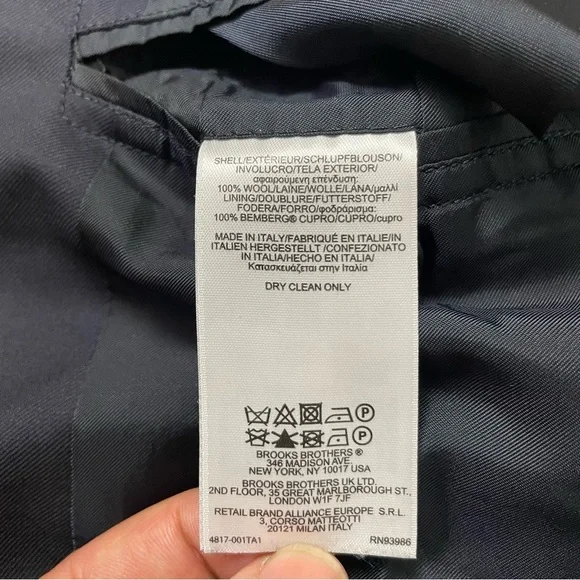 SHELL/EXTÉRIEUR/SCHLUPFBLOUSON/
INVOLUCRO/TELA EXTERIOR/
αφαιρούμενη επένδυση:
100% WOOL/LAINE/WOLLE/LANA/μαλλί
LINING/DOUBLURE/FUTTERSTOFF/
FODERA/FORRO/φοδράρισμα:
100% BEMBERG® CUPRO/CUPRO/cupro
MADE IN ITALY/FABRIQUÉ EN ITALIE/IN
ITALIEN HERGESTELLT /CONFEZIONATO
IN ITALIA/HECHO EN ITALIA/
Κατασκευάζεται στην Ιταλία
DRY CLEAN ONLY
P
P
BROOKS BROTHERS ®
346 MADISON AVE.
NEW YORK, NY 10017 USA
BROOKS BROTHERS UK LTD.
2ND FLOOR, 35 GREAT MARLBOROUGH ST.,
LONDON W1F 7JF
RETAIL BRAND ALLIANCE EUROPE S.R.L.
3, CORSO MATTEOTTI
20121 MILAN ITALY
4817-001TA1 RN93986